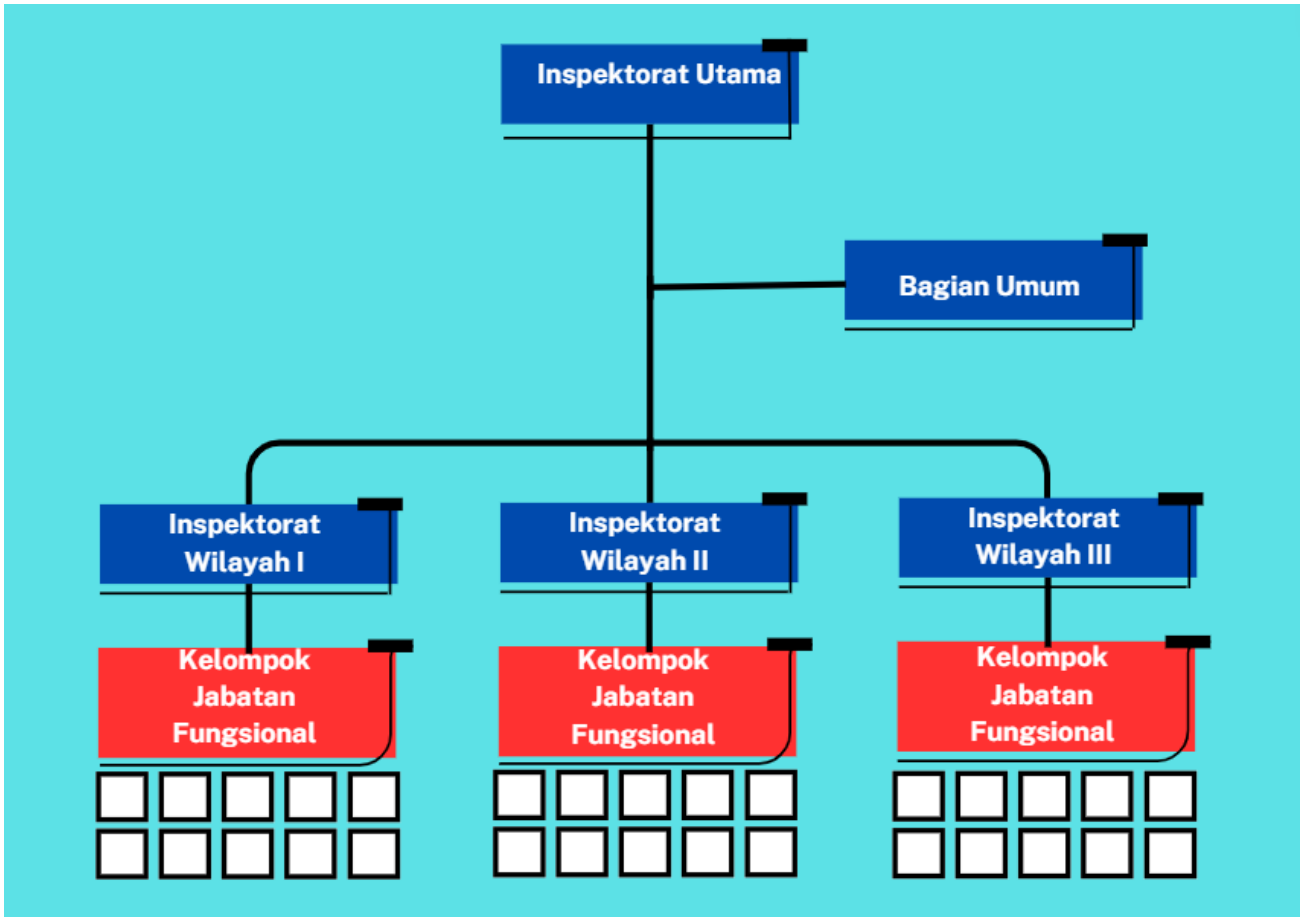 Inspektorat Utama
Bagian Umum
Inspektorat
Wilayah I
Inspektorat
Wilayah II
Inspektorat
Wilayah III
Kelompok
Jabatan
Fungsional
Kelompok
Jabatan
Fungsional
Kelompok
Jabatan
Fungsional